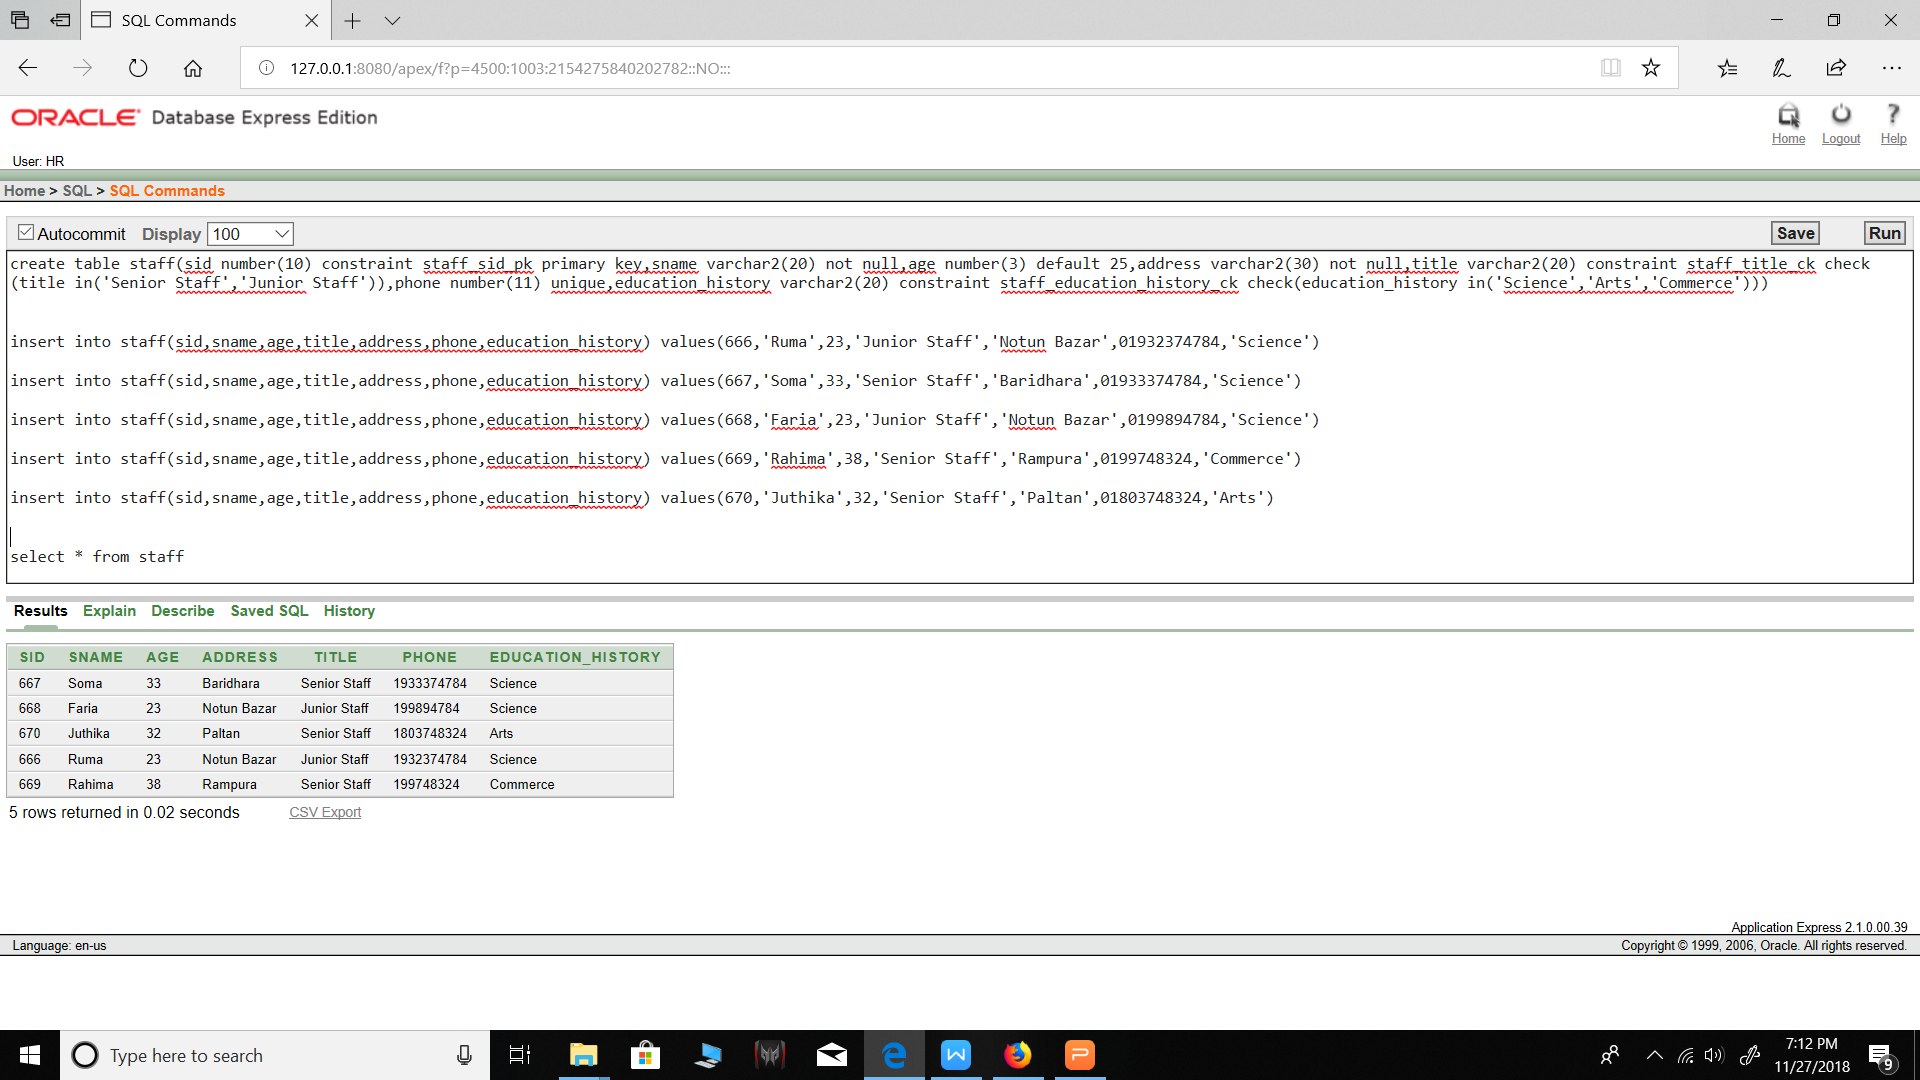 SQL Commands
127.0.0.1:8080/apex/f?p=4500:1003:2154275840202782::NO:::
ORACLE Database Express Edition
Home Logout Help
User: HR
Home > SQL > SQL Commands
Autocommit Display 100 Save Run
create table staff(sid number(10) constraint staff_sid_pk primary key,sname varchar2(20) not null,age number(3) default 25,address varchar2(30) not null,title varchar2(20) constraint staff_title_ck check
(title in('Senior Staff','Junior Staff')),phone number(11) unique,education_history varchar2(20) constraint staff_education_history_ck check(education_history in('Science','Arts','Commerce')))
insert into staff(sid,sname,age,title,address,phone,education_history) values(666,'Ruma',23,'Junior Staff','Notun Bazar',01932374784,'Science')
insert into staff(sid,sname,age,title,address,phone,education_history) values(667,'Soma',33,'Senior Staff','Baridhara',01933374784,'Science')
insert into staff(sid,sname,age,title,address,phone,education_history) values(668,'Faria',23,'Junior Staff','Notun Bazar',0199894784,'Science')
insert into staff(sid,sname,age,title,address,phone,education_history) values(669,'Rahima',38,'Senior Staff','Rampura',0199748324,'Commerce')
insert into staff(sid,sname,age,title,address,phone,education_history) values(670,'Juthika',32,'Senior Staff','Paltan',01803748324,'Arts')
select * from staff
Results Explain Describe Saved SQL History
SID SNAME AGE ADDRESS TITLE PHONE EDUCATION_HISTORY
667 Soma 33 Baridhara Senior Staff 1933374784 Science
668 Faria 23 Notun Bazar Junior Staff 199894784 Science
670 Juthika 32 Paltan Senior Staff 1803748324 Arts
666 Ruma 23 Notun Bazar Junior Staff 1932374784 Science
669 Rahima 38 Rampura Senior Staff 199748324 Commerce
5 rows returned in 0.02 seconds CSV Export
Application Express 2.1.0.00.39
Language: en-us Copyright © 1999, 2006, Oracle. All rights reserved.
Type here to search
7:12 PM
11/27/2018
9